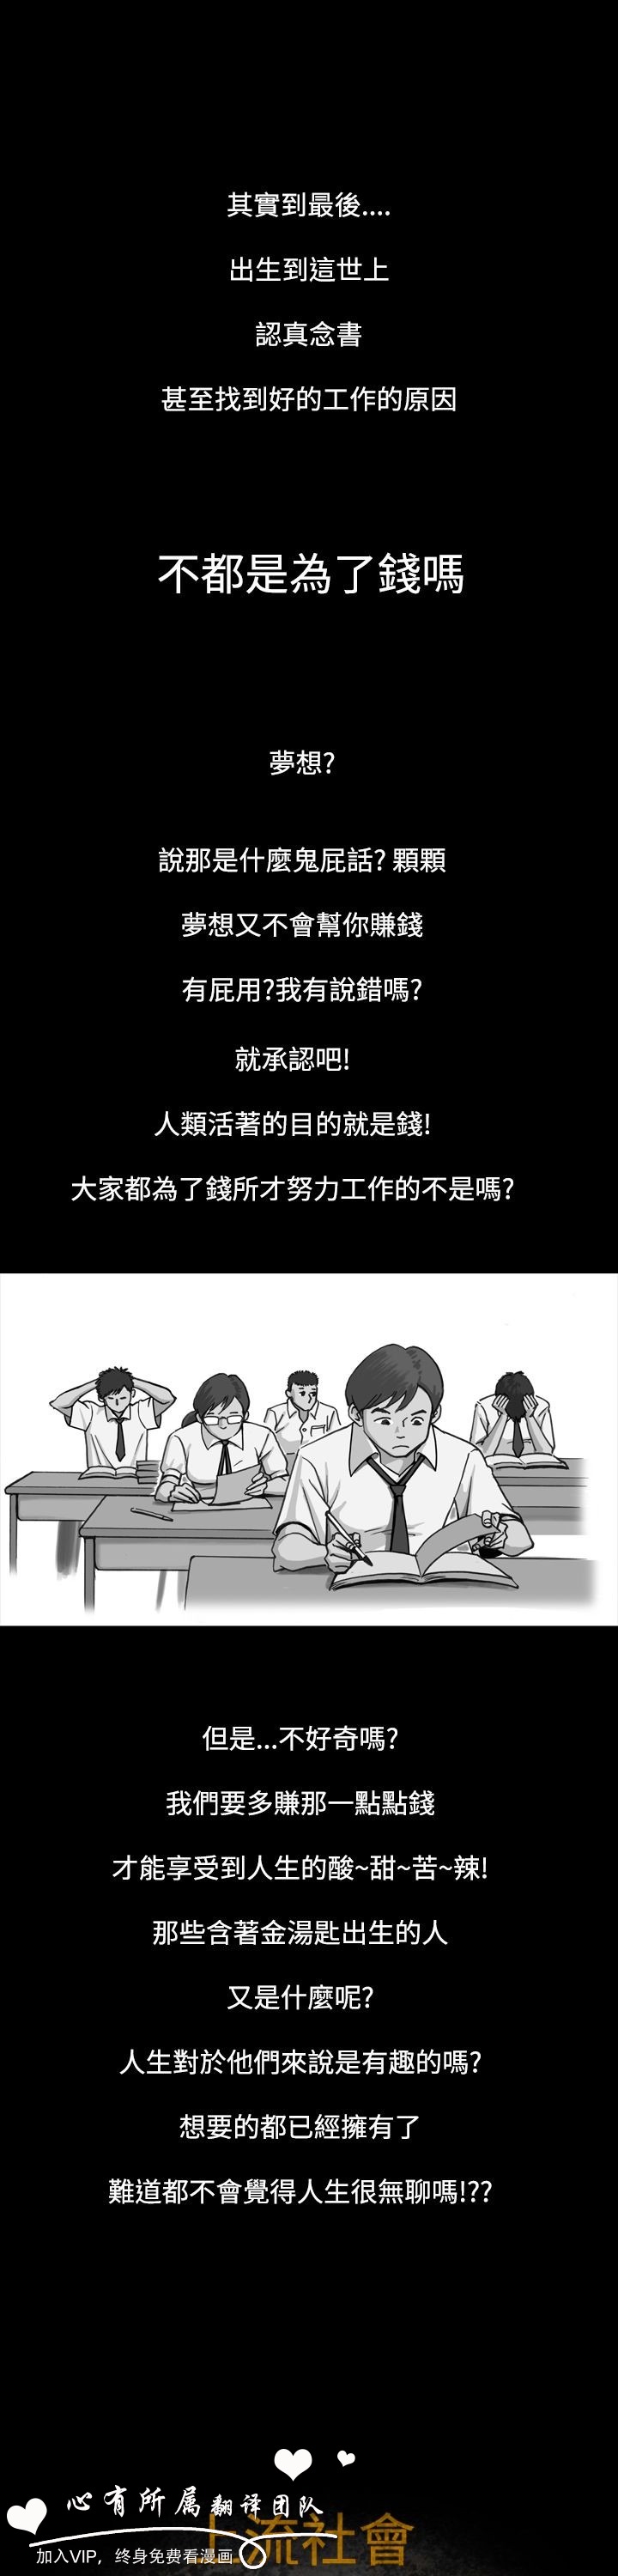 其實到最後....
出生到這世上
認真念書
甚至找到好的工作的原因
不都是為了錢嗎
夢想?
說那是什麼鬼屁話? 顆顆
夢想又不會幫你賺錢
有屁用?我有說錯嗎?
就承認吧!
人類活著的目的就是錢!
大家都為了錢所才努力工作的不是嗎?
但是...不好奇嗎?
我們要多賺那一點點錢
才能享受到人生的酸~甜~苦~辣!
那些含著金湯匙出生的人
又是什麼呢?
人生對於他們來說是有趣的嗎?
想要的都已經擁有了
難道都不會覺得人生很無聊嗎!??
心有所属翻译团队
上流社會
加入VIP，终身免费看漫画